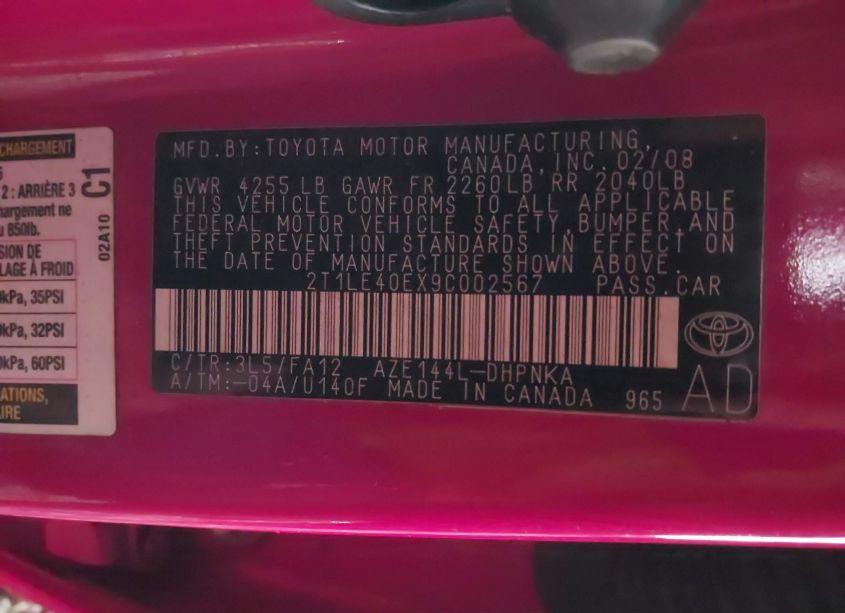 CHARGEMENT
2 : ARRIÈRE 3
chargement ne
850lb.
C1
02A10
LAGE À FROID
kPa, 35PSI
kPa, 32PSI
kPa, 60PSI
MFD.BY:TOYOTA MOTOR MANUFACTURING,
CANADA,INC.02/08
GVWR 4255 LB GAWR FR 2260LB RR 2040LB
THIS VEHICLE CONFORMS TO ALL APPLICABLE
FEDERAL MOTOR VEHICLE SAFETY,BUMPER,AND
THEFT PREVENTION STANDARDS IN EFFECT ON
THE DATE OF MANUFACTURE SHOWN ABOVE.
2T1LE40EX9C002567 PASS.CAR
C/TR:3L5/FA12 AZE144L-DHPNKA
A/TM:-04A/U140F MADE IN CANADA 965 AD